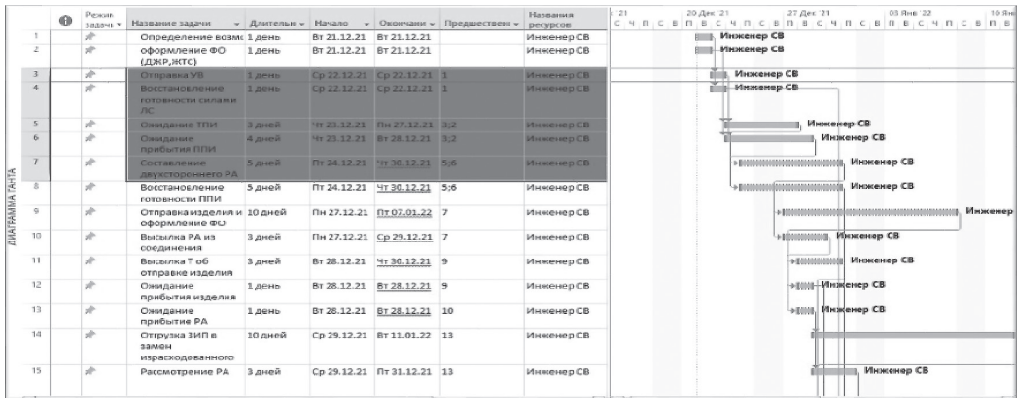 Режим Названия '21 20 Дек '21 27 Дек '21 03 Янв '22 10 Янв
задачи Название задачи Длительн Начало Окончани Предшествен ресурсов С Ч П С В П В С Ч П С В П В С Ч П С В П В С Ч П С В П В
1 Определение возмо 1 день Вт 21.12.21 Вт 21.12.21 Инженер СВ Инженер СВ
2 оформление ФО 1 день Вт 21.12.21 Вт 21.12.21 Инженер СВ Инженер СВ
(ДЖР,ЖТС)
3 Отправка УВ 1 день Ср 22.12.21 Ср 22.12.21 1 Инженер СВ Инженер СВ
4 Восстановление 1 день Ср 22.12.21 Ср 22.12.21 1 Инженер СВ Инженер СВ
готовности силами
ЛС
5 Ожидание ТПИ 3 дней Чт 23.12.21 Пн 27.12.21 3;2 Инженер СВ Инженер СВ
6 Ожидание 4 дней Чт 23.12.21 Вт 28.12.21 3;2 Инженер СВ Инженер СВ
прибытия ППИ
7 Составление 5 дней Пт 24.12.21 Чт 30.12.21 5;6 Инженер СВ Инженер СВ
двухстороннего РА
8 Восстановление 5 дней Пт 24.12.21 Чт 30.12.21 5;6 Инженер СВ Инженер СВ
готовности ППИ
9 Отправка изделия и 10 дней Пн 27.12.21 Пт 07.01.22 7 Инженер СВ Инженер
оформление ФО
10 Высылка РА из 3 дней Пн 27.12.21 Ср 29.12.21 7 Инженер СВ Инженер СВ
соединения
11 Высылка Т об 3 дней Вт 28.12.21 Чт 30.12.21 9 Инженер СВ Инженер СВ
отправке изделия
12 Ожидание 1 день Вт 28.12.21 Вт 28.12.21 9 Инженер СВ Инженер СВ
прибытия изделия
13 Ожидание 1 день Вт 28.12.21 Вт 28.12.21 10 Инженер СВ Инженер СВ
прибытие РА
14 Отгрузка ЗИП в 10 дней Ср 29.12.21 Вт 11.01.22 13 Инженер СВ
замен
израсходованного
15 Рассмотрение РА 3 дней Ср 29.12.21 Пт 31.12.21 13 Инженер СВ Инженер СВ
ДИАГРАММА ГАНТА